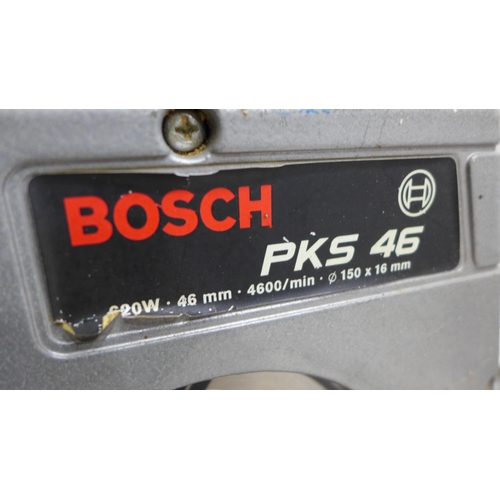 BOSCH
PKS 46
46 mm · 4600/min · ϕ 150 x 16 mm